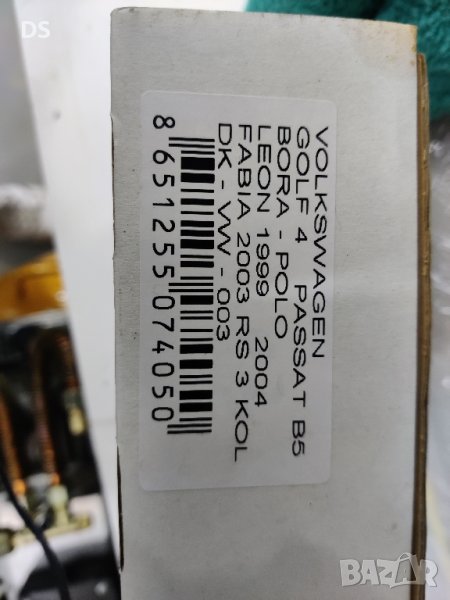 DS
VOLKSWAGEN
GOLF 4 PASSAT B5
BORA - POLO
LEON 1999 2004
FABIA 2003 RS 3 KOL
DK - VW - 003
8 651255 074050
BAZAR